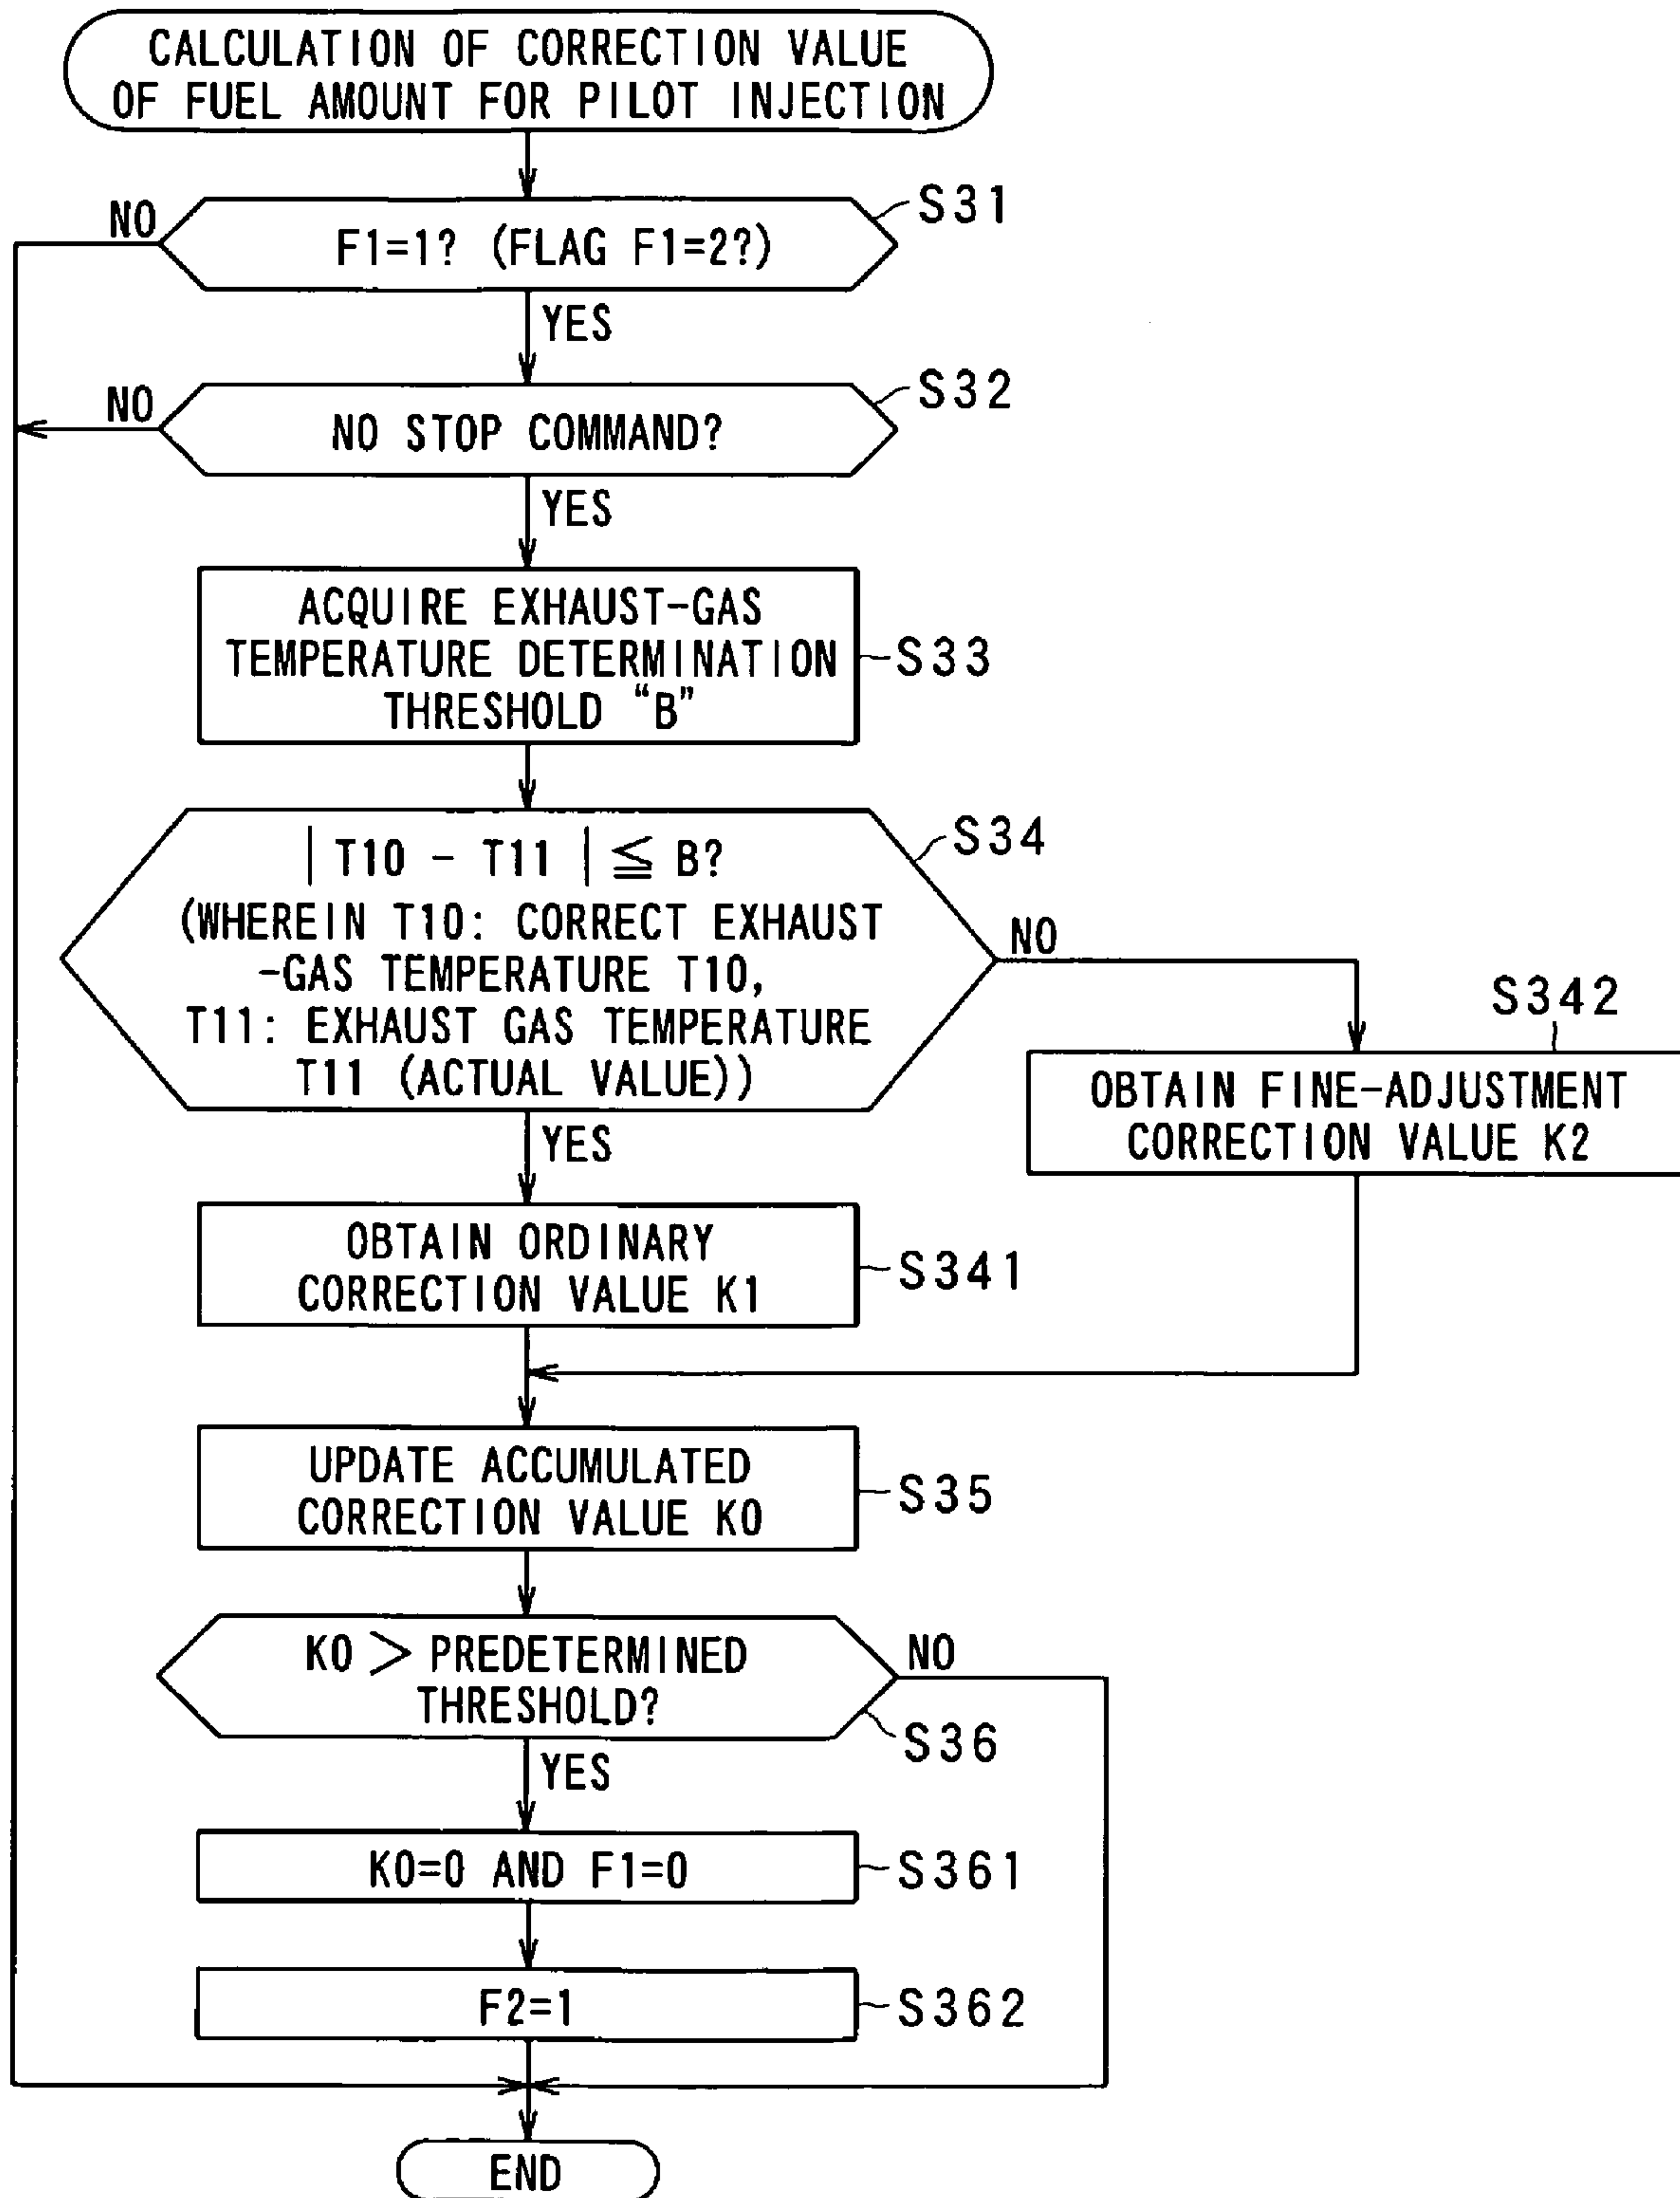 CALCULATION OF CORRECTION VALUE
OF FUEL AMOUNT FOR PILOT INJECTION
S31
NO
F1=1? (FLAG F1=2?)
YES
S32
NO
NO STOP COMMAND?
YES
ACQUIRE EXHAUST-GAS
TEMPERATURE DETERMINATION
THRESHOLD “B”
S33
S34
| T10 - T11 | ≦ B?
(WHEREIN T10: CORRECT EXHAUST
-GAS TEMPERATURE T10,
T11: EXHAUST GAS TEMPERATURE
T11 (ACTUAL VALUE))
NO
S342
OBTAIN FINE-ADJUSTMENT
CORRECTION VALUE K2
YES
OBTAIN ORDINARY
CORRECTION VALUE K1
S341
UPDATE ACCUMULATED
CORRECTION VALUE K0
S35
K0 > PREDETERMINED
THRESHOLD?
NO
S36
YES
K0=0 AND F1=0
S361
F2=1
S362
END